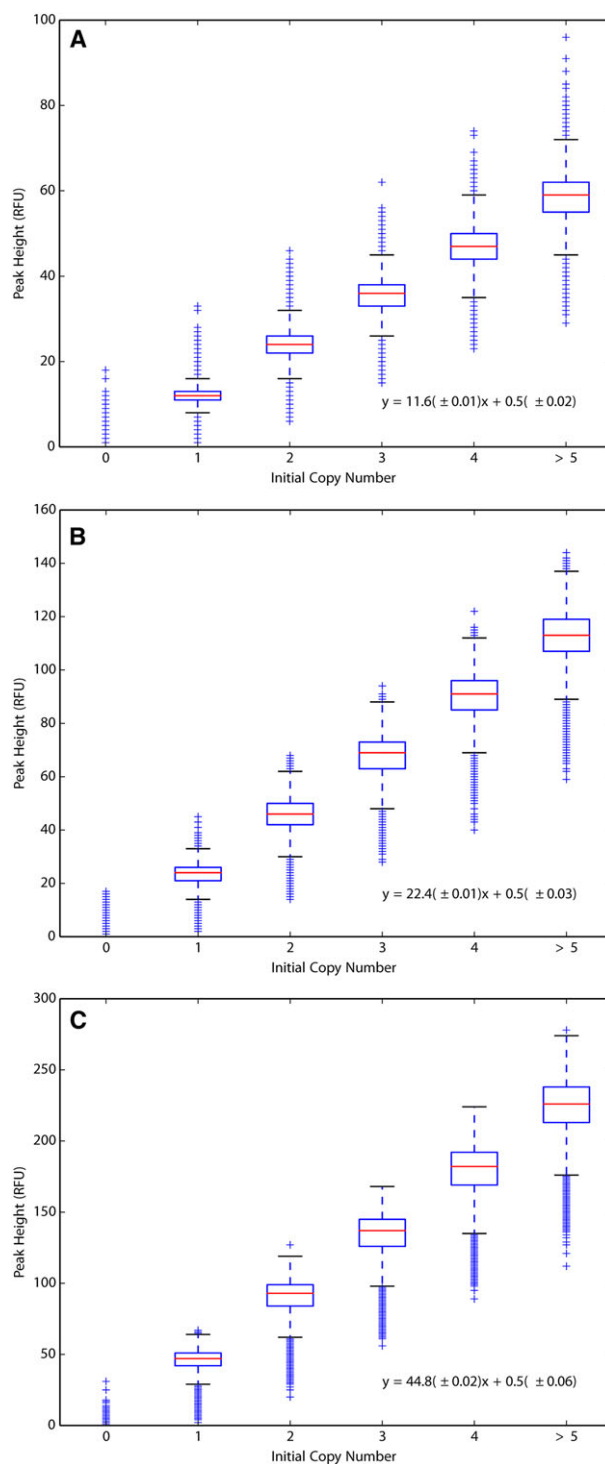 A
100
80
60
40
20
0
Peak Height (RFU)
y = 11.6( ±0.01)x + 0.5( ±0.02)
0 1 2 3 4 > 5
Initial Copy Number
B
160
140
120
100
80
60
40
20
0
Peak Height (RFU)
y = 22.4( ±0.01)x + 0.5( ±0.03)
0 1 2 3 4 > 5
Initial Copy Number
C
300
250
200
150
100
50
0
Peak Height (RFU)
y = 44.8( ±0.02)x + 0.5( ±0.06)
0 1 2 3 4 > 5
Initial Copy Number